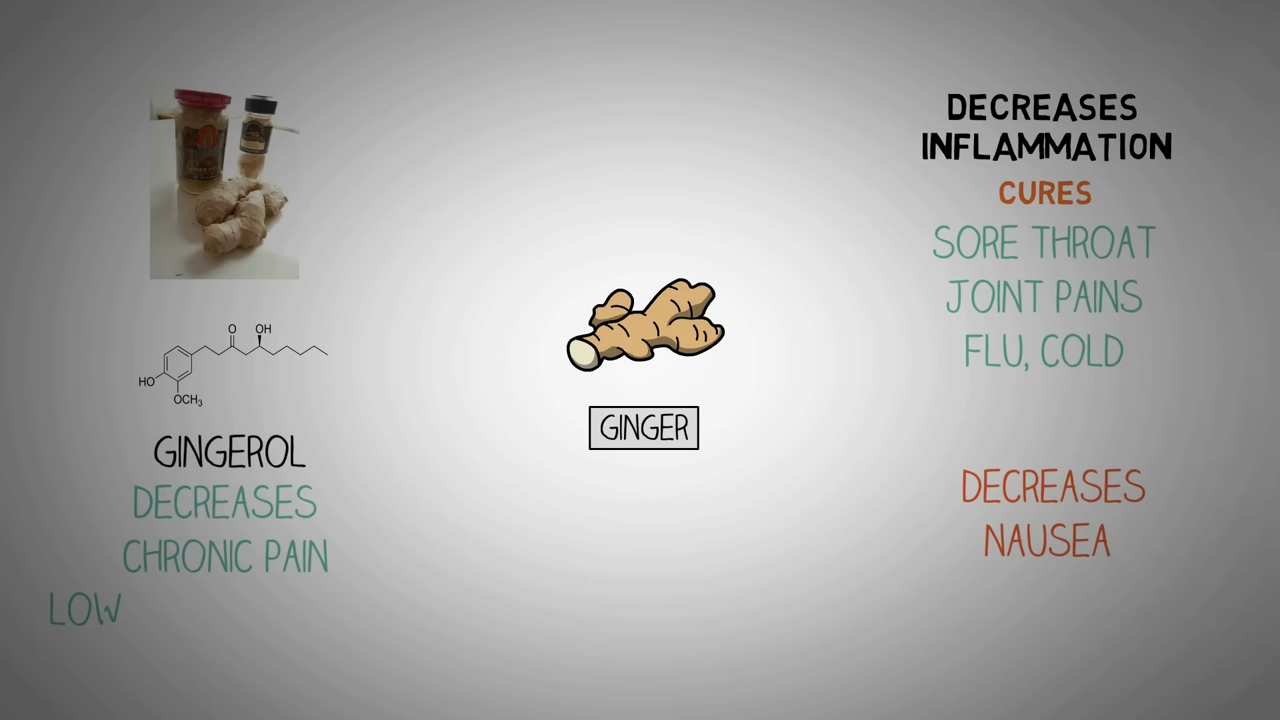 O OH
HO
OCH3
GINGEROL
DECREASES
CHRONIC PAIN
LOW
GINGER
DECREASES
INFLAMMATION
CURES
SORE THROAT
JOINT PAINS
FLU, COLD
DECREASES
NAUSEA